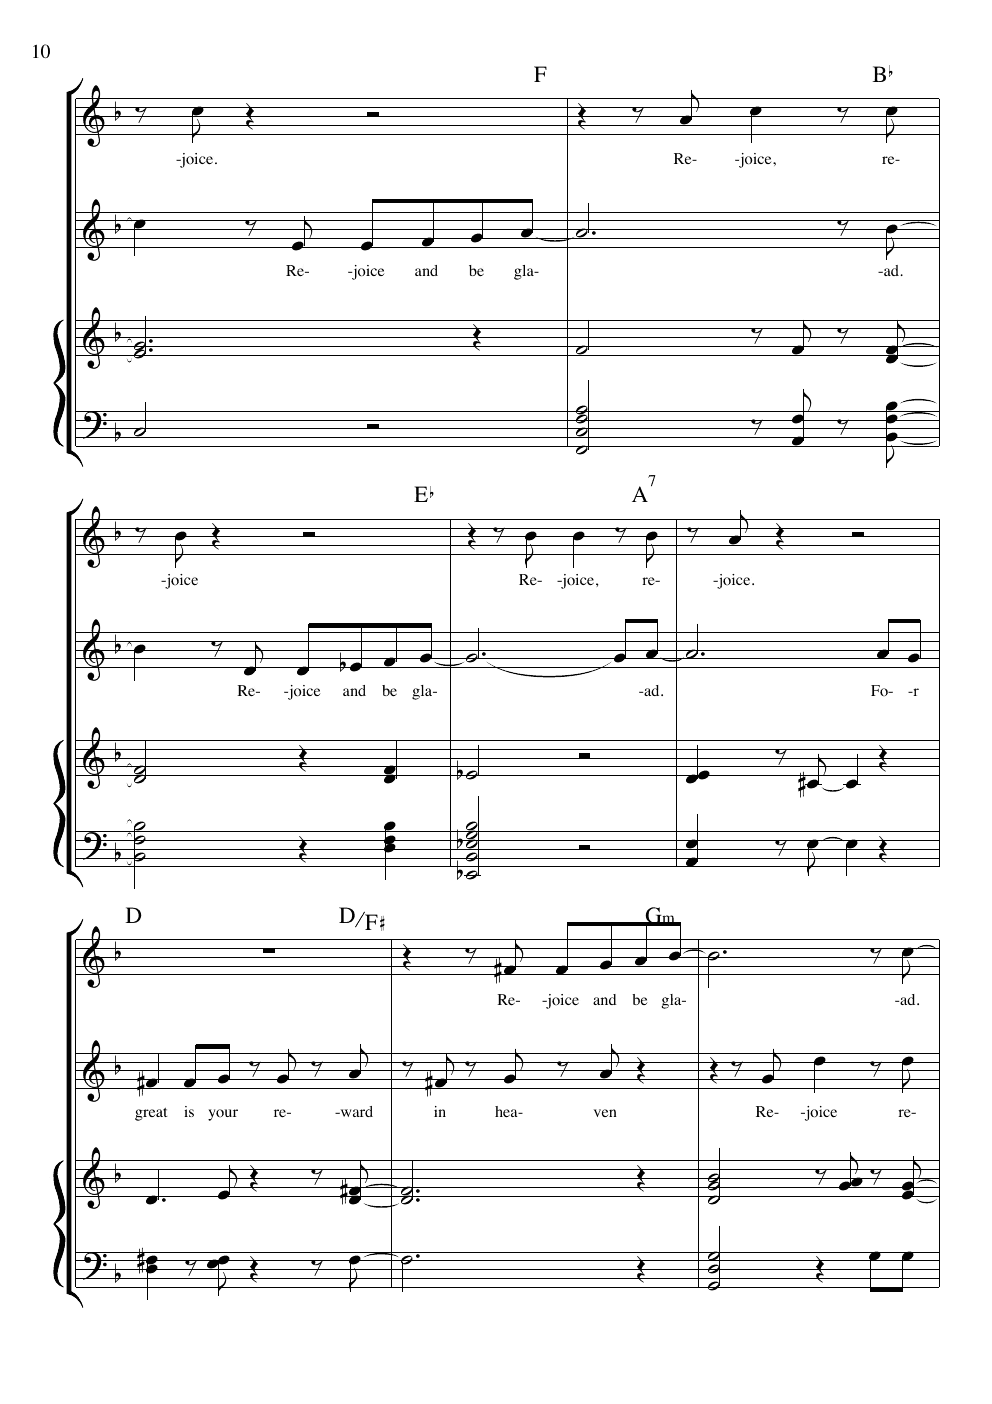 10
F B♭
-joice. Re- -joice, re-
Re- -joice and be gla- -ad.
E♭ A7
-joice Re- -joice, re- -joice.
Re- -joice and be gla- -ad. Fo- -r
D D/F♯ Gm
Re- -joice and be gla- -ad.
great is your re- -ward in hea- ven Re- -joice re-